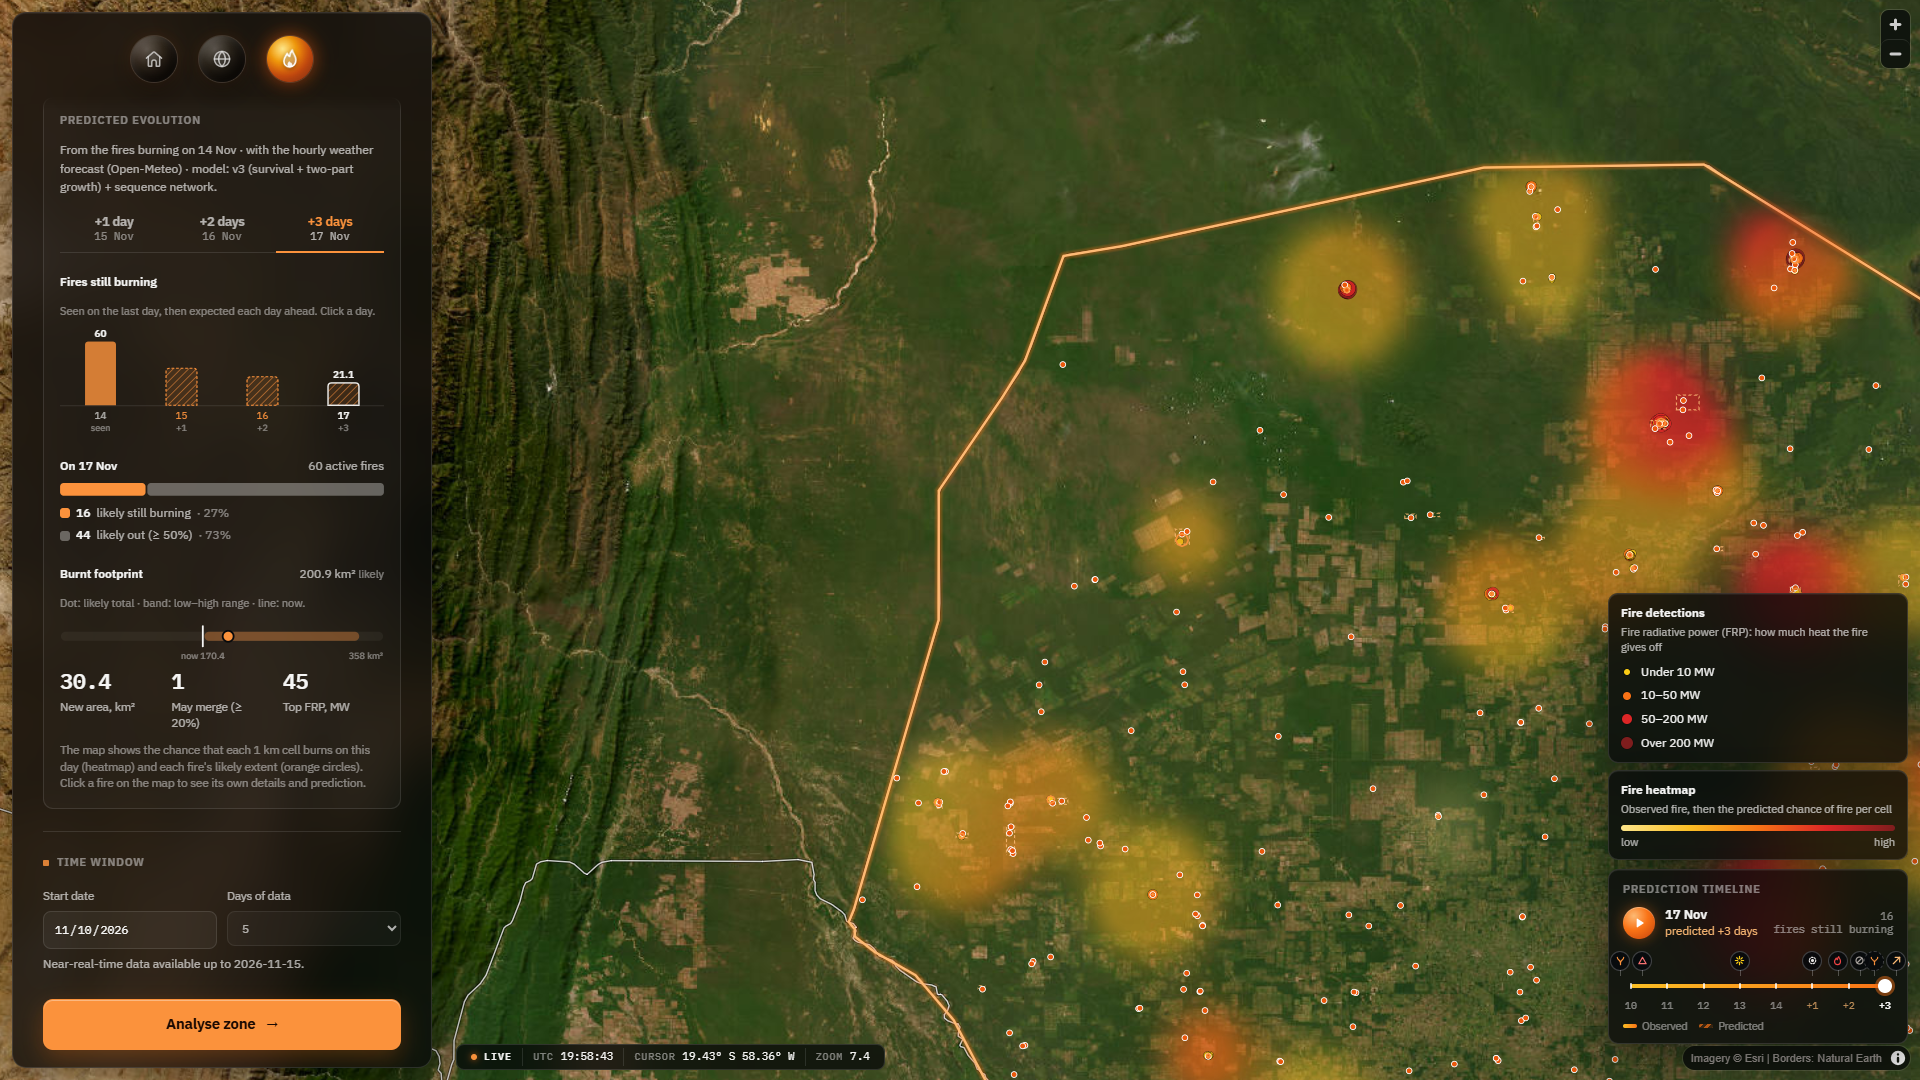 PREDICTED EVOLUTION
From the fires burning on 14 Nov · with the hourly weather
forecast (Open-Meteo) · model: v3 (survival + two-part
growth) + sequence network.
+1 day
15 Nov
+2 days
16 Nov
+3 days
17 Nov
Fires still burning
Seen on the last day, then expected each day ahead. Click a day.
60
21.1
14
seen
15
+1
16
+2
17
+3
On 17 Nov
60 active fires
16 likely still burning · 27%
44 likely out (≥ 50%) · 73%
Burnt footprint
200.9 km² likely
Dot: likely total · band: low–high range · line: now.
now 170.4
358 km²
30.4
New area, km²
1
May merge (≥
20%)
45
Top FRP, MW
The map shows the chance that each 1 km cell burns on this
day (heatmap) and each fire's likely extent (orange circles).
Click a fire on the map to see its own details and prediction.
TIME WINDOW
Start date
Days of data
11/10/2026
5
Near-real-time data available up to 2026-11-15.
Analyse zone →
LIVE
UTC 19:58:43
CURSOR 19.43° S 58.36° W
ZOOM 7.4
+
−
Fire detections
Fire radiative power (FRP): how much heat the fire
gives off
Under 10 MW
10–50 MW
50–200 MW
Over 200 MW
Fire heatmap
Observed fire, then the predicted chance of fire per cell
low
high
PREDICTION TIMELINE
17 Nov
predicted +3 days
16
fires still burning
10 11 12 13 14 +1 +2 +3
Observed
Predicted
Imagery © Esri | Borders: Natural Earth